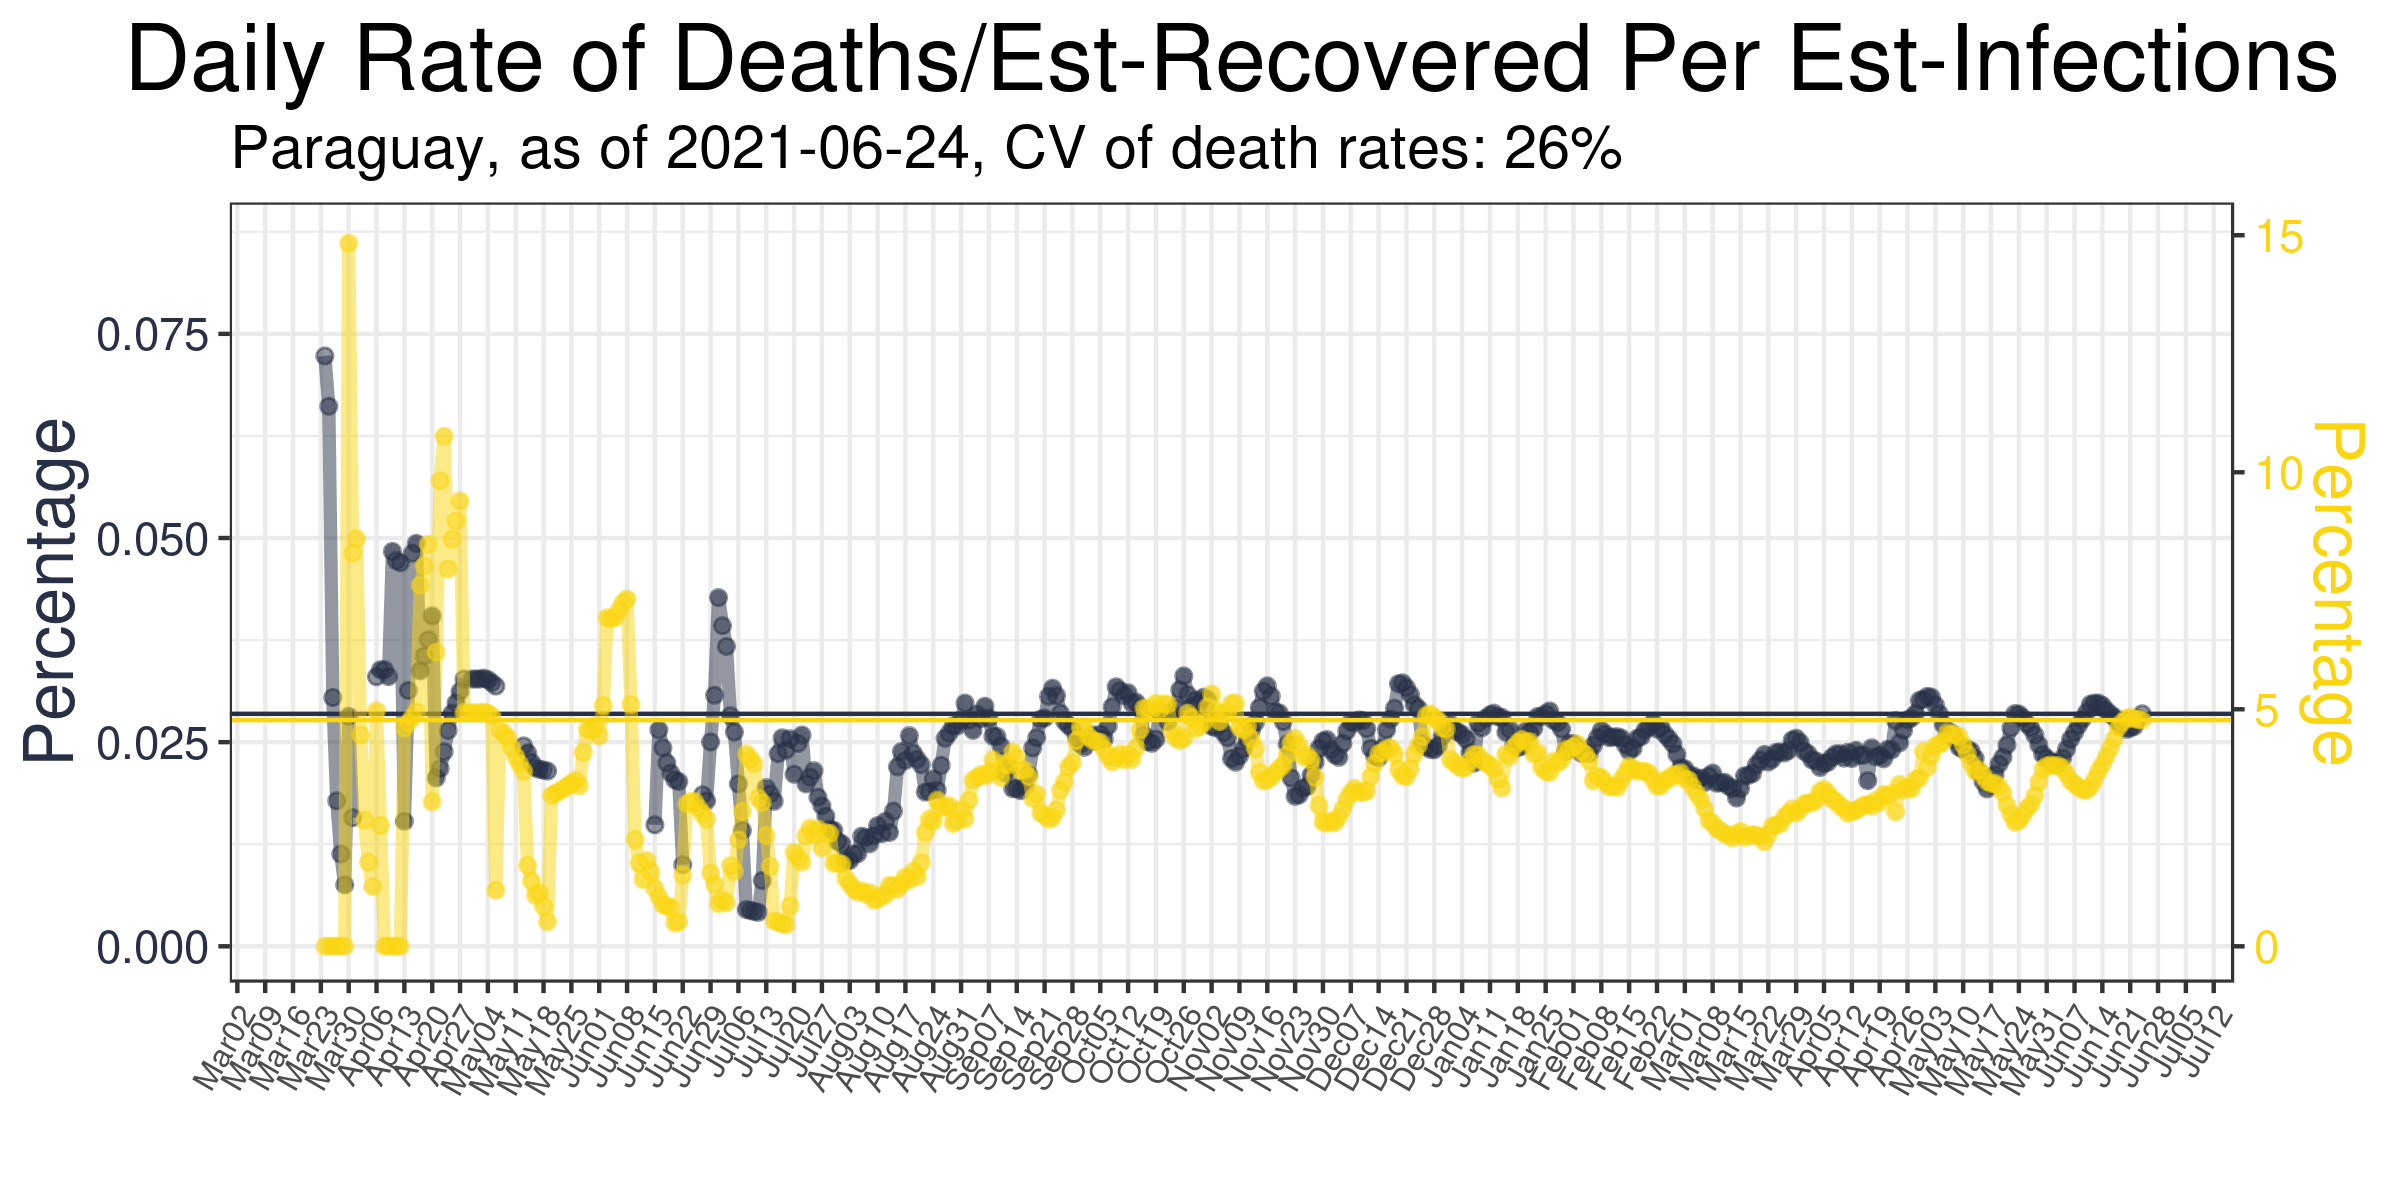 Daily Rate of Deaths/Est-Recovered Per Est-Infections
Paraguay, as of 2021-06-24, CV of death rates: 26%
Percentage
0.075
0.050
0.025
0.000
15
10
5
0
Percentage
Mar02
Mar09
Mar16
Mar23
Mar30
Apr06
Apr13
Apr20
Apr27
May04
May11
May18
May25
Jun01
Jun08
Jun15
Jun22
Jun29
Jul06
Jul13
Jul20
Jul27
Aug03
Aug10
Aug17
Aug24
Aug31
Sep07
Sep14
Sep21
Sep28
Oct05
Oct12
Oct19
Oct26
Nov02
Nov09
Nov16
Nov23
Nov30
Dec07
Dec14
Dec21
Dec28
Jan04
Jan11
Jan18
Jan25
Feb01
Feb08
Feb15
Feb22
Mar01
Mar08
Mar15
Mar22
Mar29
Apr05
Apr12
Apr19
Apr26
May03
May10
May17
May24
May31
Jun07
Jun14
Jun21
Jun28
Jul05
Jul12